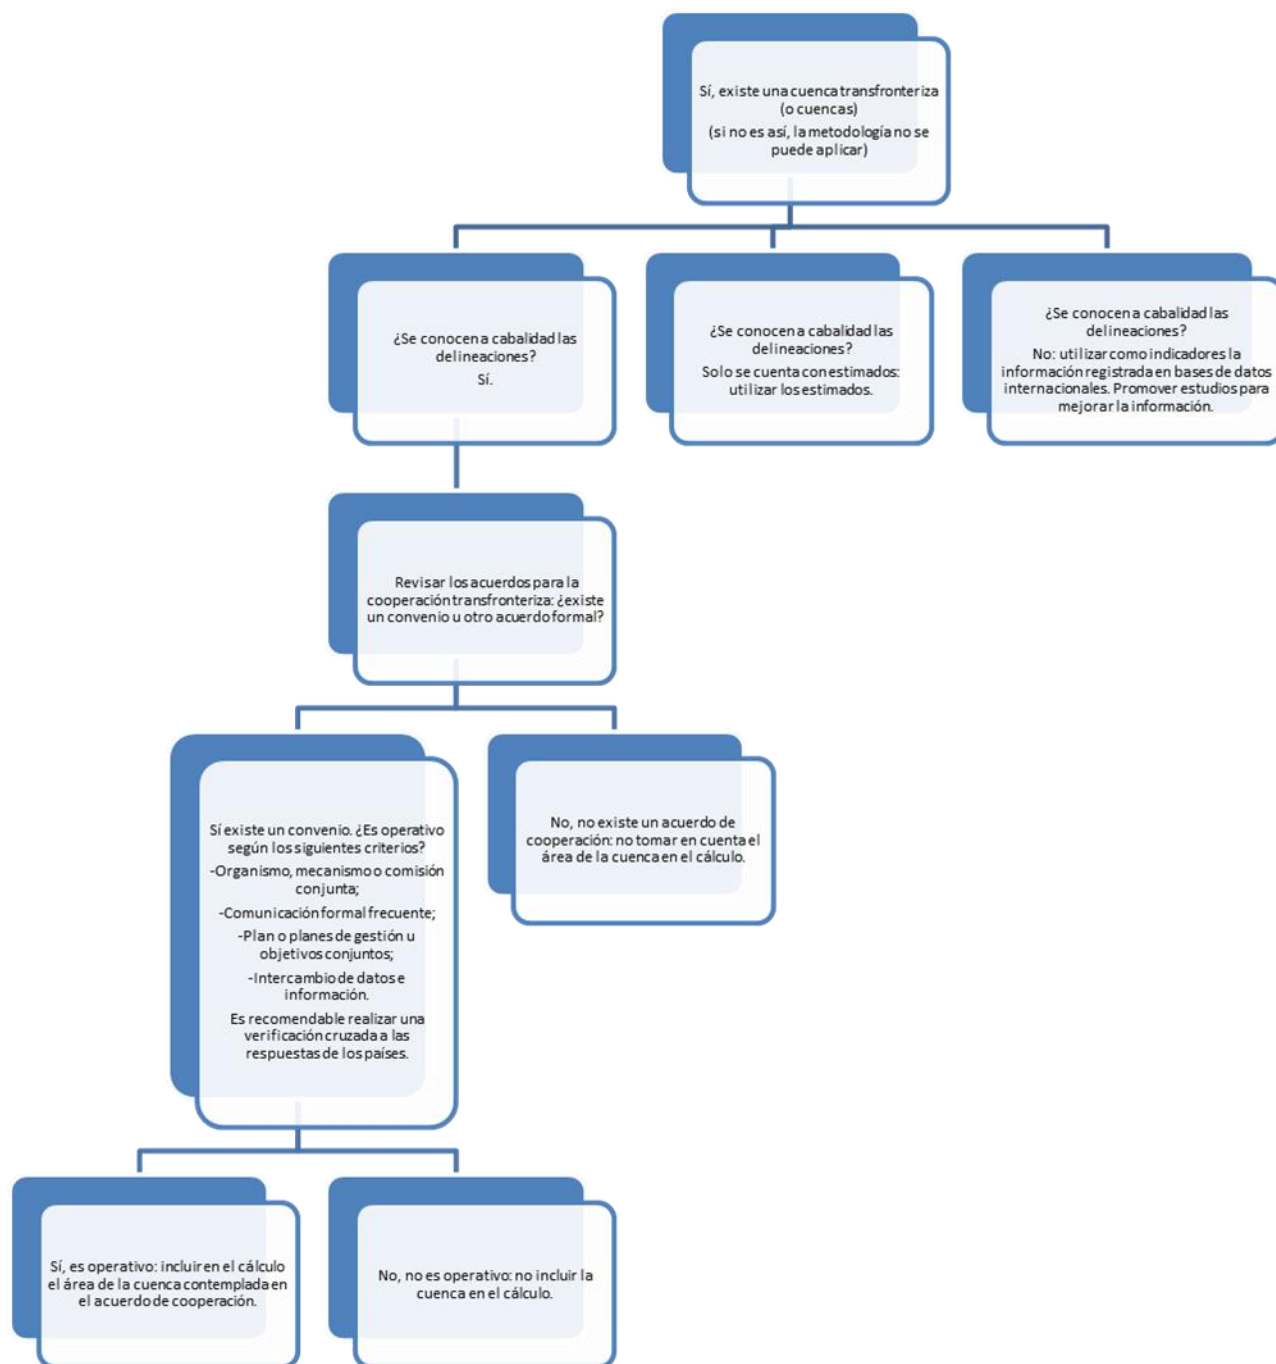 Sí, existe una cuenca transfronteriza
(o cuencas)
(si no es así, la metodología no se
puede aplicar)
¿Se conocen a cabalidad las
delineaciones?
Sí.
¿Se conocen a cabalidad las
delineaciones?
Solo se cuenta con estimados:
utilizar los estimados.
¿Se conocen a cabalidad las
delineaciones?
No: utilizar como indicadores la
información registrada en bases de datos
internacionales. Promover estudios para
mejorar la información.
Revisar los acuerdos para la
cooperación transfronteriza: ¿existe
un convenio u otro acuerdo formal?
Sí existe un convenio. ¿Es operativo
según los siguientes criterios?
-Organismo, mecanismo o comisión
conjunta;
-Comunicación formal frecuente;
-Plan o planes de gestión u
objetivos conjuntos;
-Intercambio de datos e
información.
Es recomendable realizar una
verificación cruzada a las
respuestas de los países.
No, no existe un acuerdo de
cooperación: no tomar en cuenta el
área de la cuenca en el cálculo.
Sí, es operativo: incluir en el cálculo
el área de la cuenca contemplada en
el acuerdo de cooperación.
No, no es operativo: no incluir la
cuenca en el cálculo.